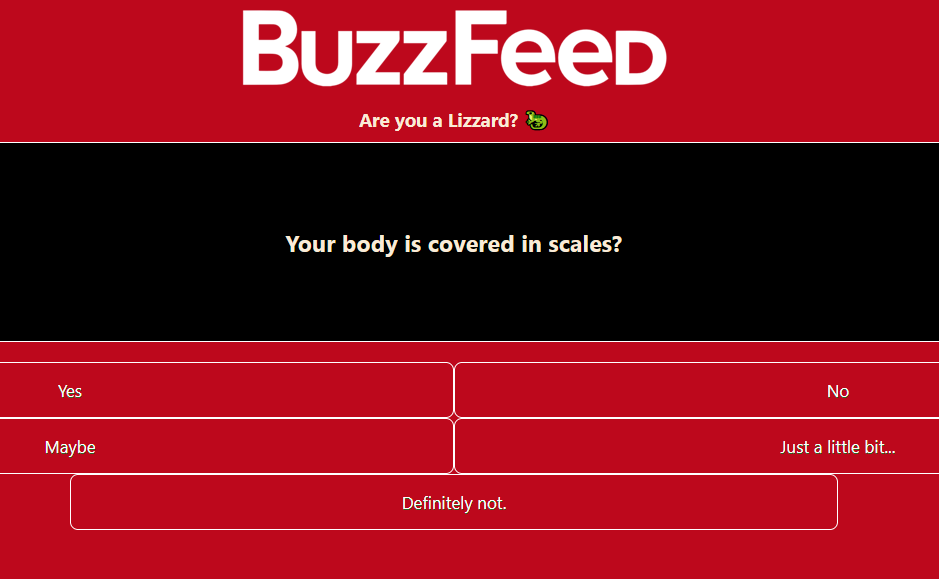 BuzzFeed
Are you a Lizzard? 🦎
Your body is covered in scales?
Yes
No
Maybe
Just a little bit...
Definitely not.